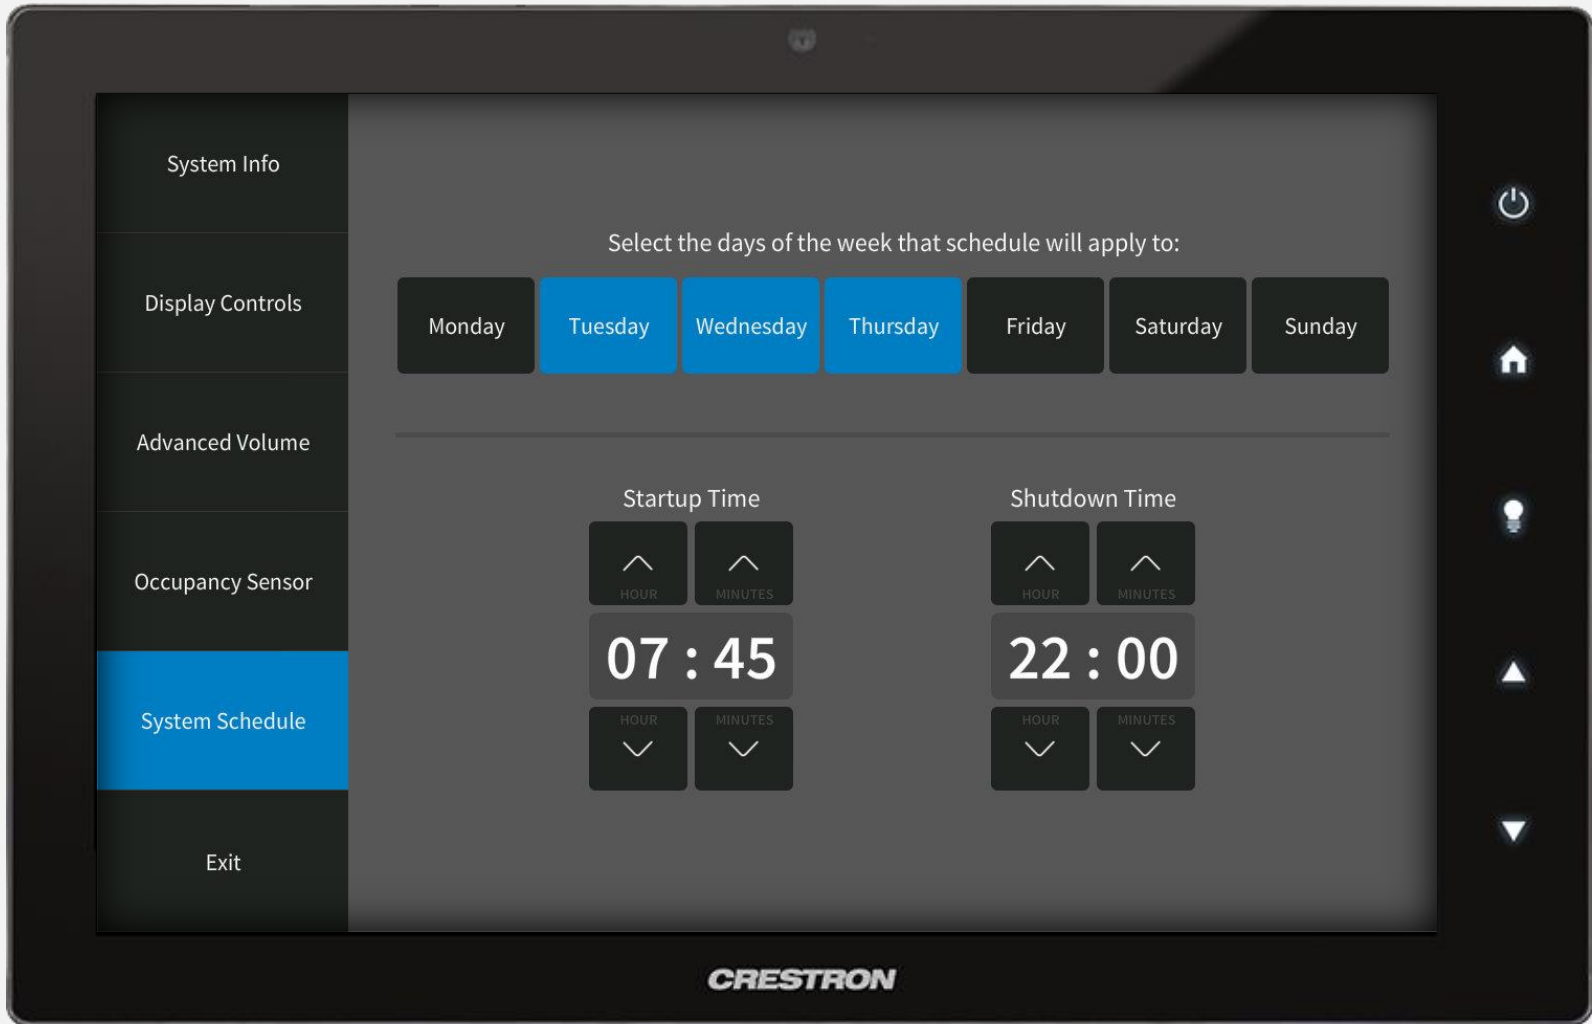 System Info
Display Controls
Advanced Volume
Occupancy Sensor
System Schedule
Exit
Select the days of the week that schedule will apply to:
Monday Tuesday Wednesday Thursday Friday Saturday Sunday
Startup Time Shutdown Time
HOUR MINUTES HOUR MINUTES
07 : 45 22 : 00
HOUR MINUTES HOUR MINUTES
CRESTRON